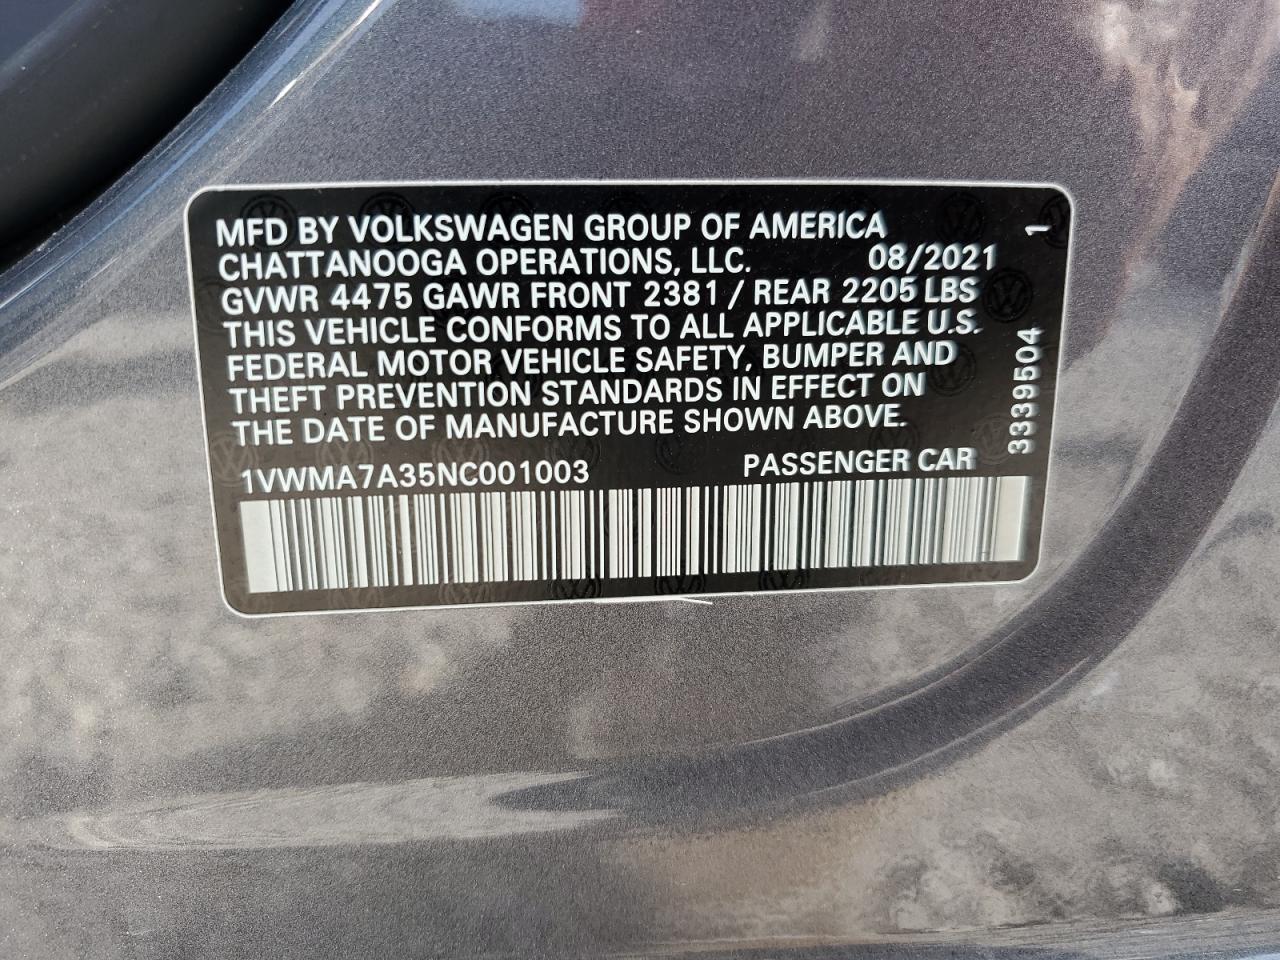 MFD BY VOLKSWAGEN GROUP OF AMERICA
CHATTANOOGA OPERATIONS, LLC. 08/2021
GVWR 4475 GAWR FRONT 2381 / REAR 2205 LBS
THIS VEHICLE CONFORMS TO ALL APPLICABLE U.S.
FEDERAL MOTOR VEHICLE SAFETY, BUMPER AND
THEFT PREVENTION STANDARDS IN EFFECT ON
THE DATE OF MANUFACTURE SHOWN ABOVE.
1VWMA7A35NC001003 PASSENGER CAR
3339504 1